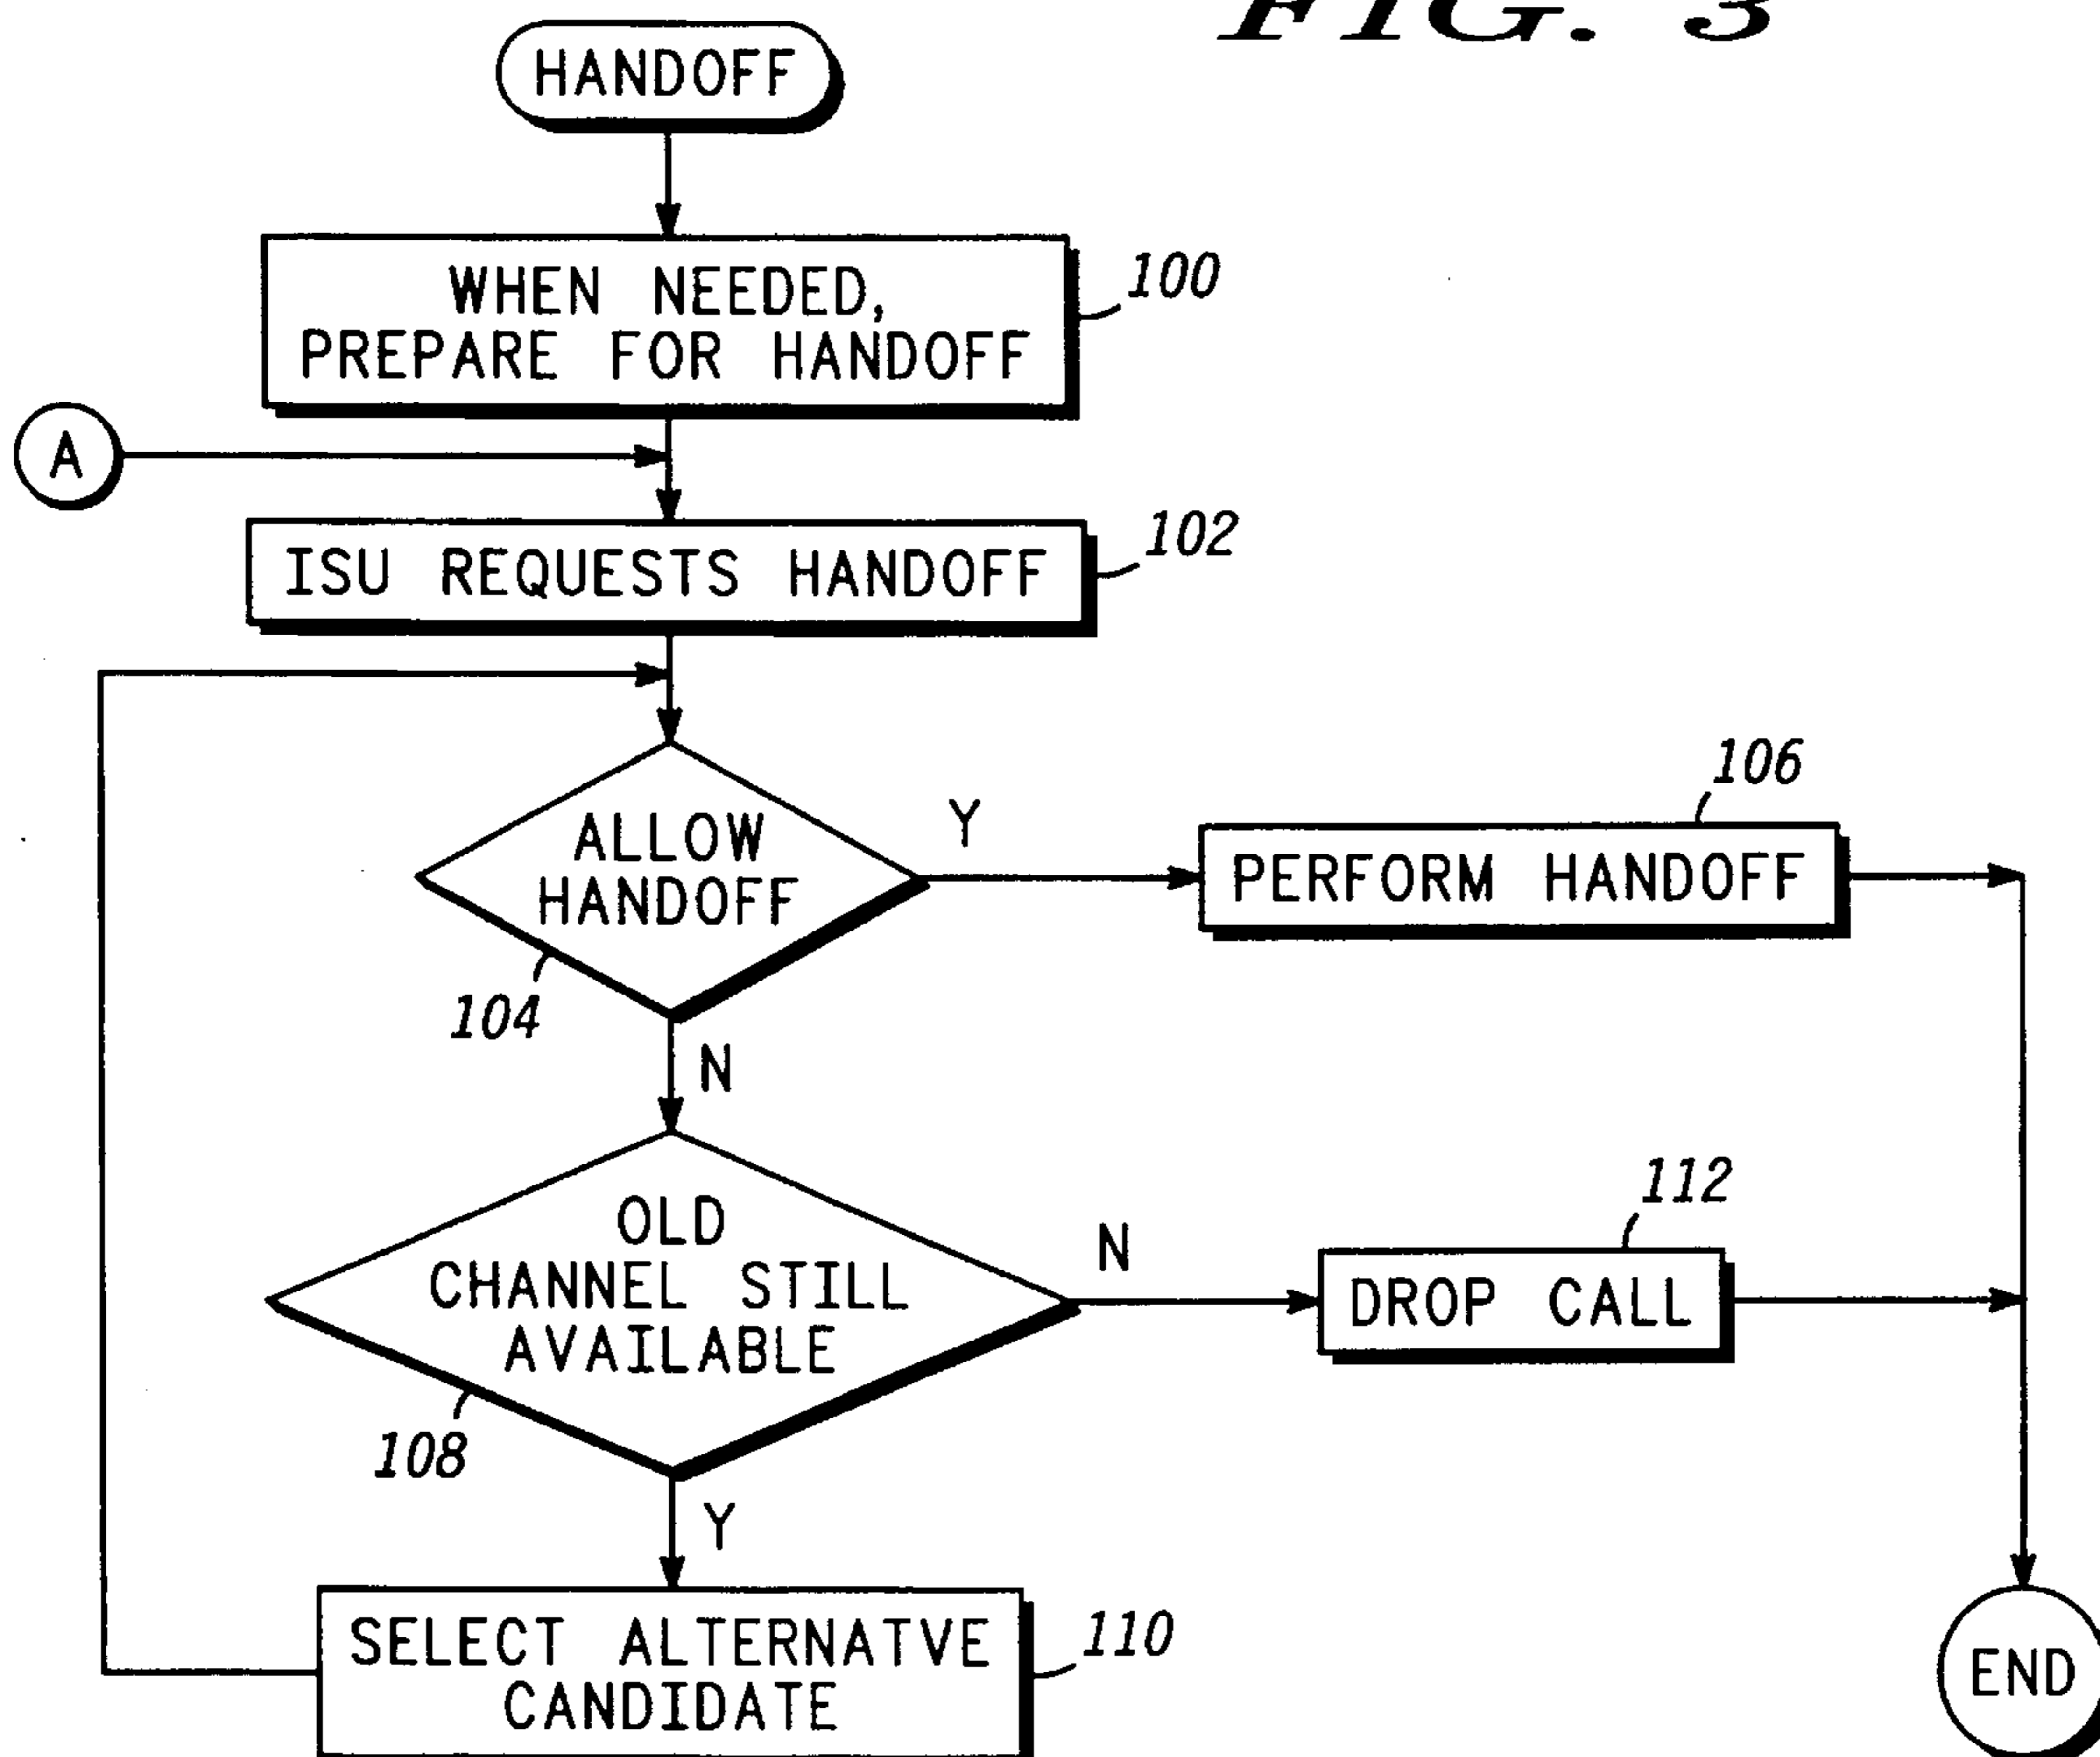 FIG. 3
HANDOFF
WHEN NEEDED,
PREPARE FOR HANDOFF
100
A
ISU REQUESTS HANDOFF
102
ALLOW
HANDOFF
104
Y
PERFORM HANDOFF
106
N
OLD
CHANNEL STILL
AVAILABLE
108
N
DROP CALL
112
Y
SELECT ALTERNATVE
CANDIDATE
110
END